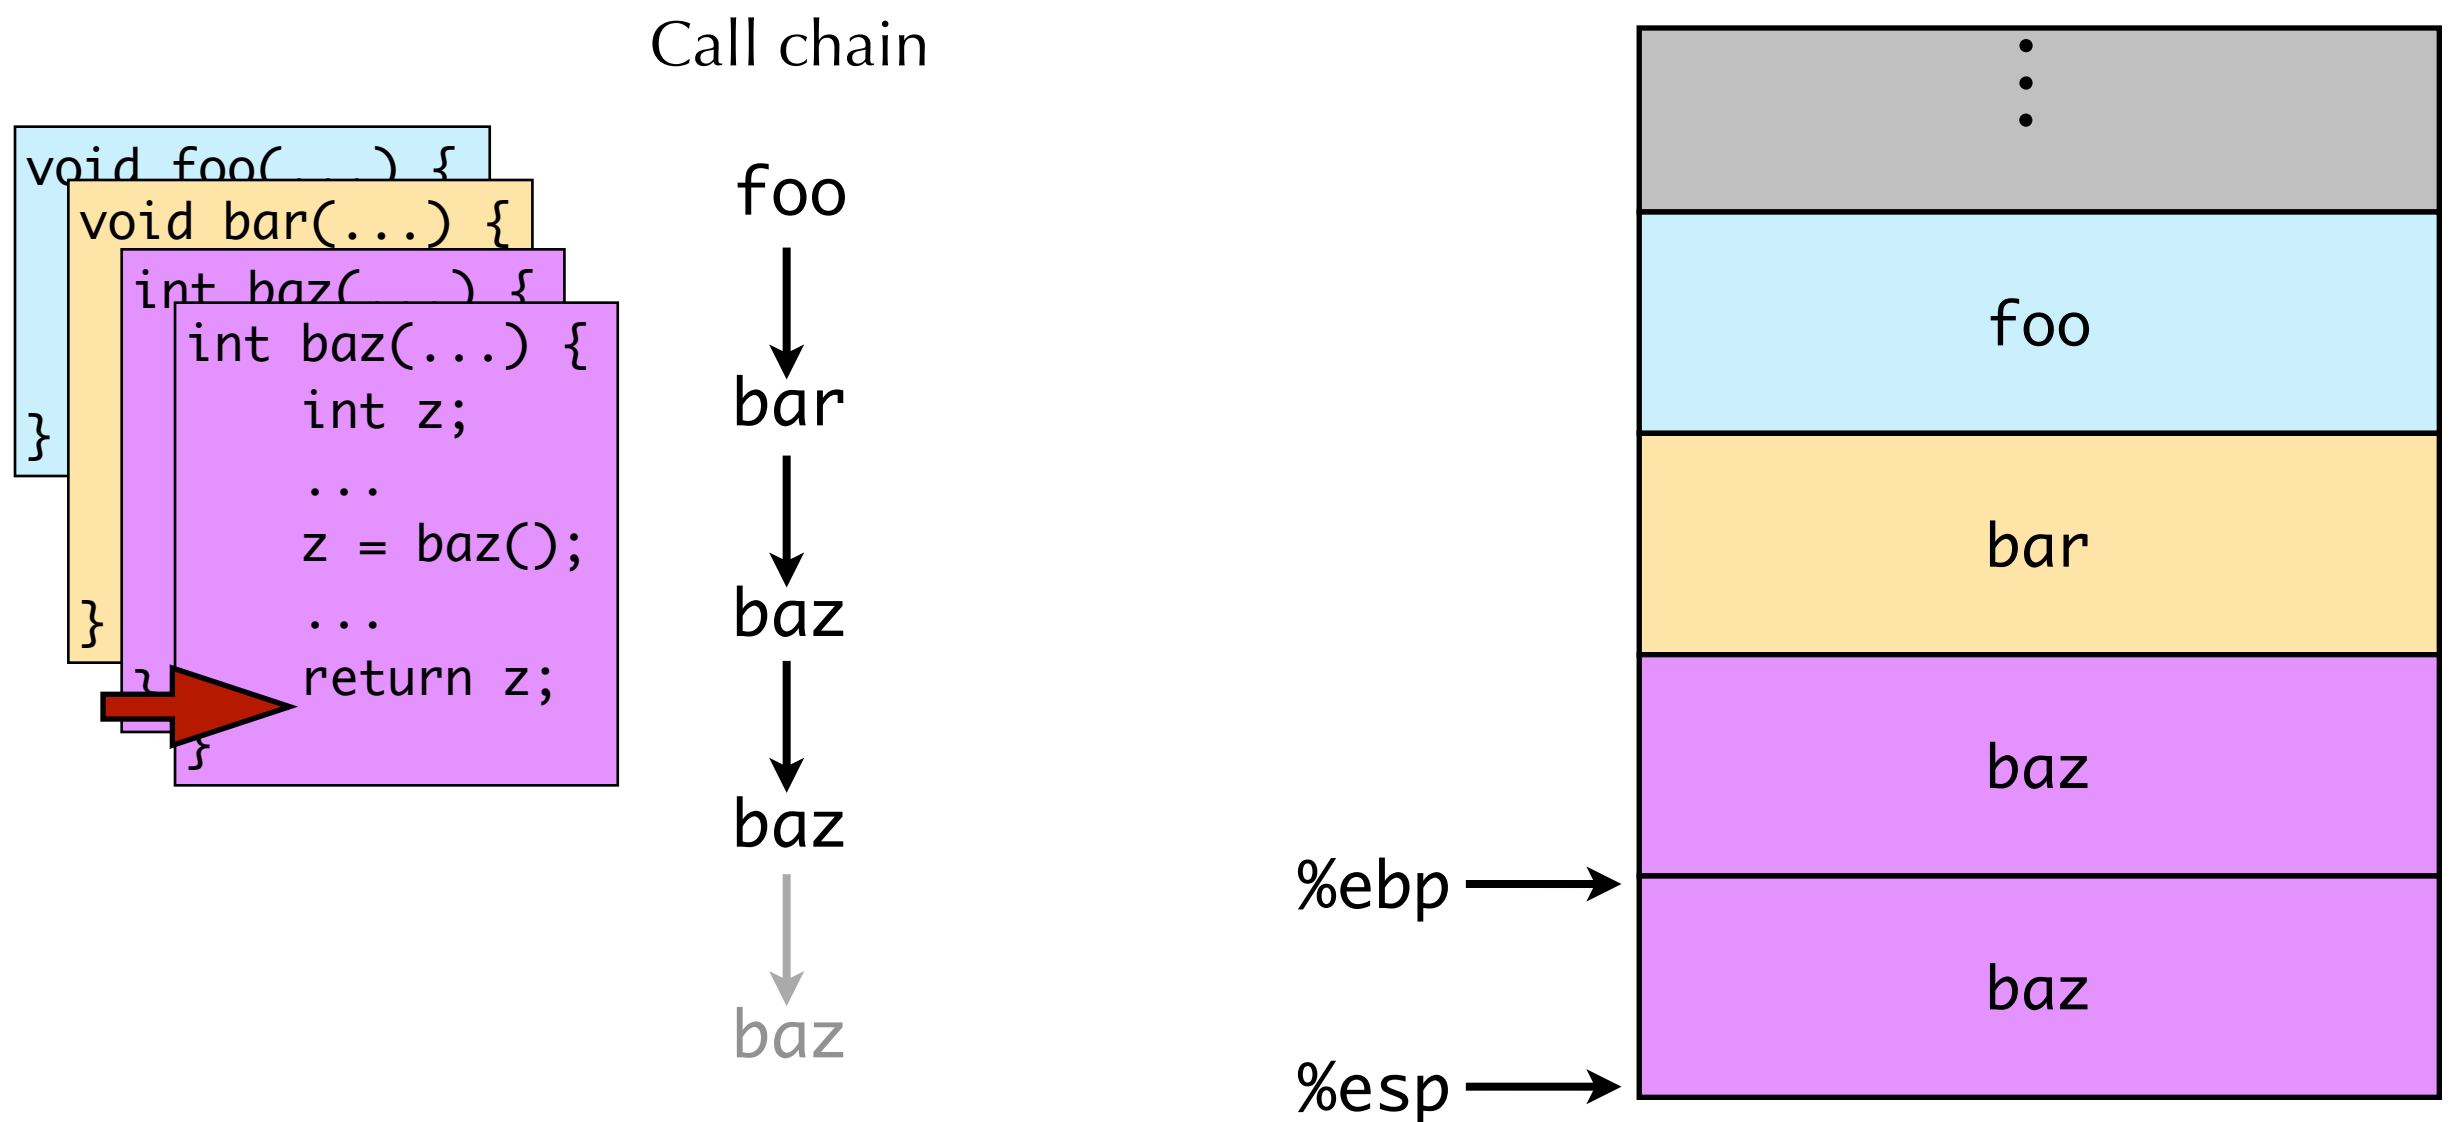 Call chain
void foo(...) {
void bar(...) {
int baz(...) {
int baz(...) {
int z;
...
z = baz();
...
return z;
}
}
}
}
foo
bar
baz
baz
baz
foo
bar
baz
baz
%ebp
%esp